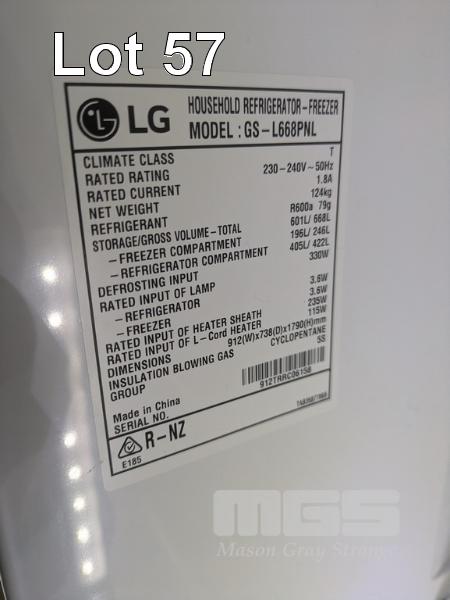 Lot 57
LG
HOUSEHOLD REFRIGERATOR-FREEZER
MODEL : GS-L668PNL
CLIMATE CLASS T
RATED RATING 230-240V~50Hz
RATED CURRENT 1.8A
NET WEIGHT 124kg
REFRIGERANT R600a 79g
STORAGE/GROSS VOLUME-TOTAL 601L/ 668L
-FREEZER COMPARTMENT 196L/ 246L
-REFRIGERATOR COMPARTMENT 405L/ 422L
DEFROSTING INPUT 330W
RATED INPUT OF LAMP
-REFRIGERATOR 3.6W
-FREEZER 3.6W
RATED INPUT OF HEATER SHEATH 235W
RATED INPUT OF L-Cord HEATER 115W
DIMENSIONS 912(W)x738(D)x1790(H)mm
INSULATION BLOWING GAS CYCLOPENTANE
GROUP 5S
Made in China
SERIAL NO. 912TRRC06158
R-NZ
E185
MGS
Mason Gray Strange